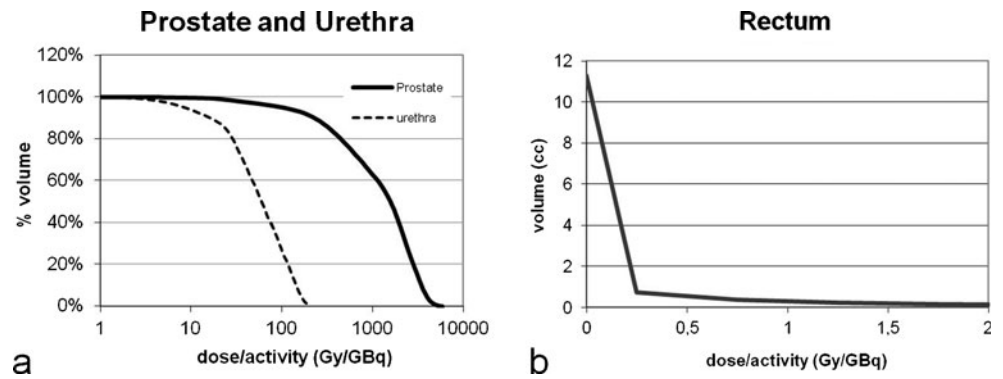 Prostate and Urethra
120%
100%
80%
60%
40%
20%
0%
% volume
Prostate
urethra
1
10
100
1000
10000
dose/activity (Gy/GBq)
a
Rectum
12
10
8
6
4
2
0
volume (cc)
0
0,5
1
1,5
2
dose/activity (Gy/GBq)
b